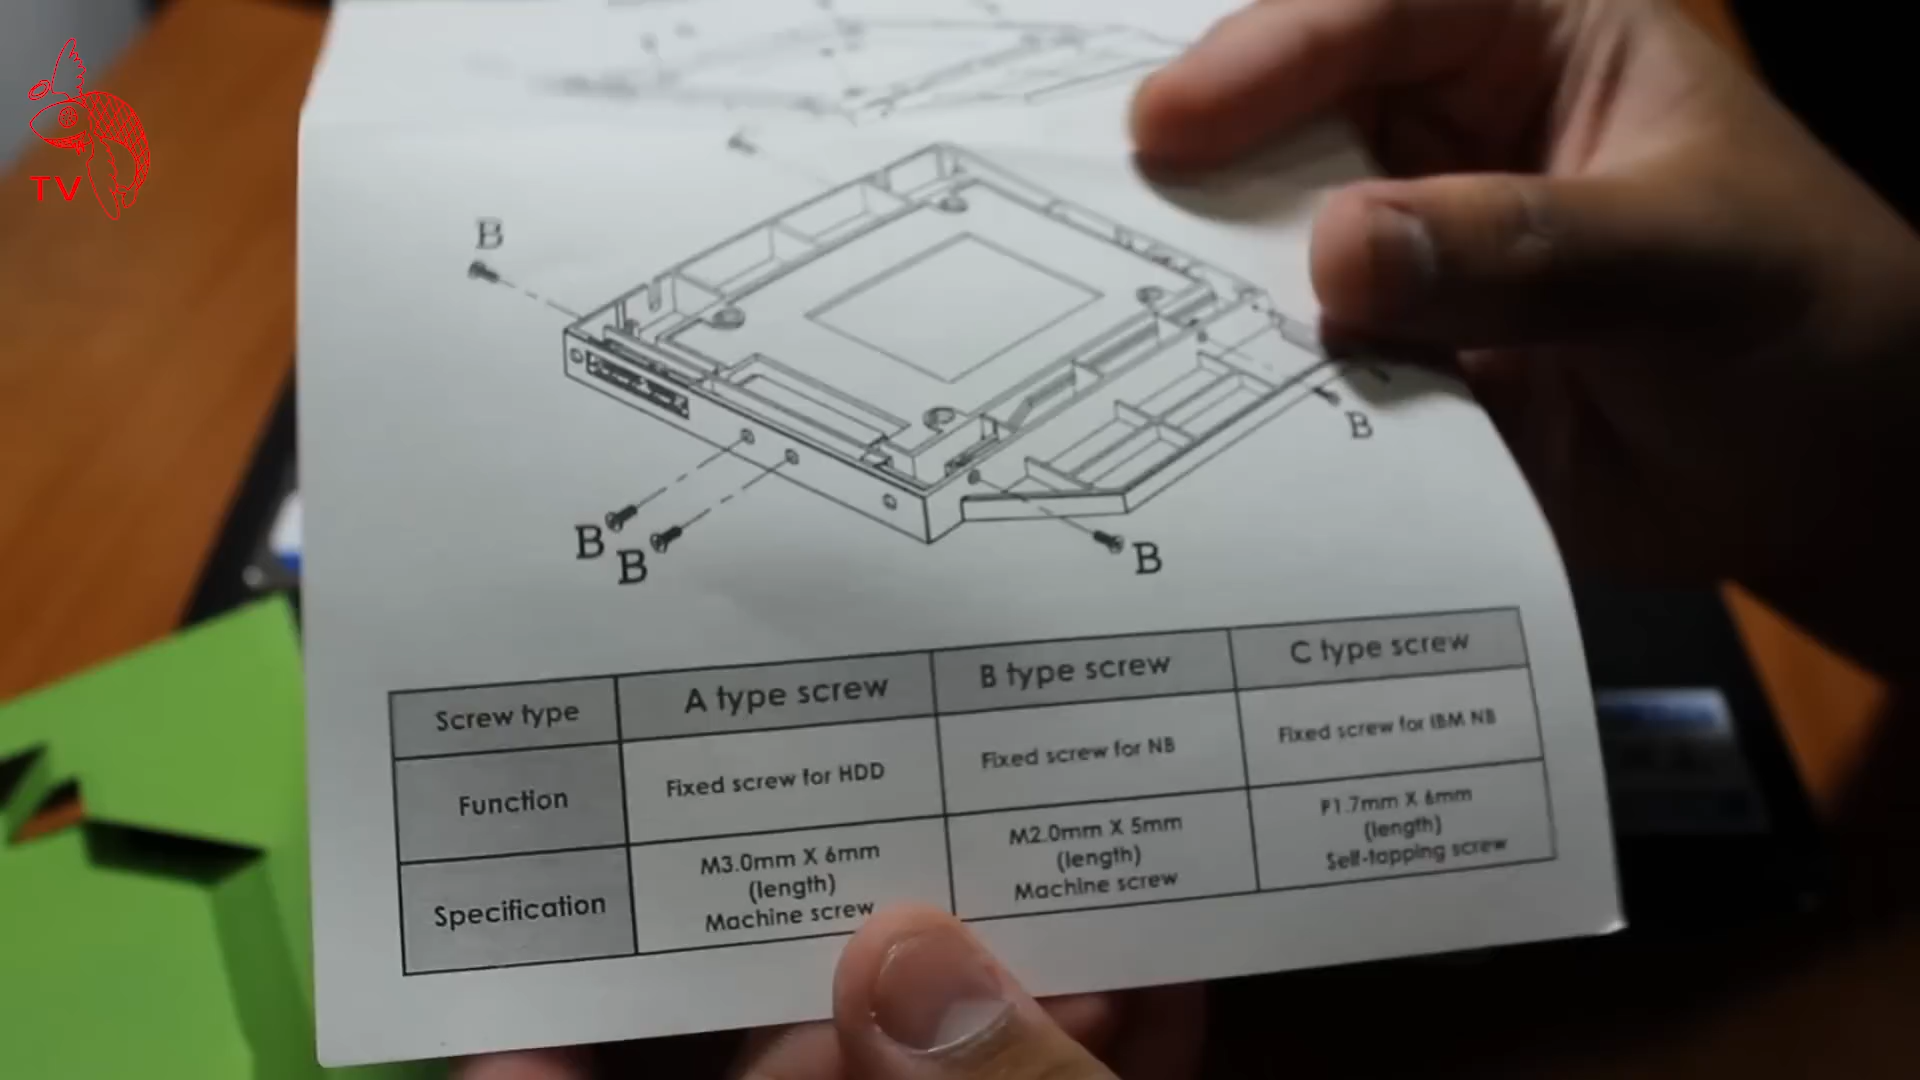 TV
B
B
B
B
B
Screw type
A type screw
B type screw
C type screw
Function
Fixed screw for HDD
Fixed screw for NB
Fixed screw for IBM NB
Specification
M3.0mm X 6mm
(length)
Machine screw
M2.0mm X 5mm
(length)
Machine screw
P1.7mm X 6mm
(length)
Self-tapping screw